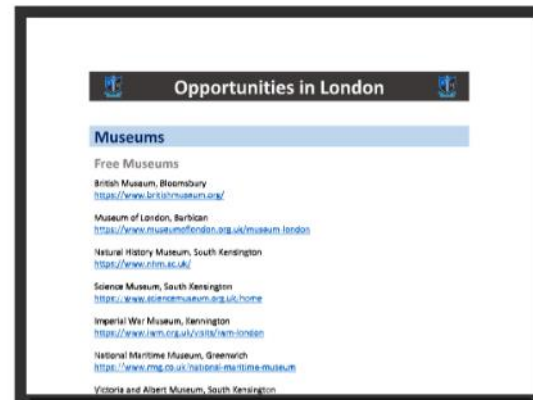 Opportunities in London
Museums
Free Museums
British Museum, Bloomsbury
https://www.britishmuseum.org/
Museum of London, Barbican
https://www.museumoflondon.org.uk/museum-london
Natural History Museum, South Kensington
https://www.nhm.ac.uk/
Science Museum, South Kensington
https://www.sciencemuseum.org.uk/home
Imperial War Museum, Kennington
https://www.iwm.org.uk/visits/iwm-london
National Maritime Museum, Greenwich
https://www.rmg.co.uk/national-maritime-museum
Victoria and Albert Museum, South Kensington